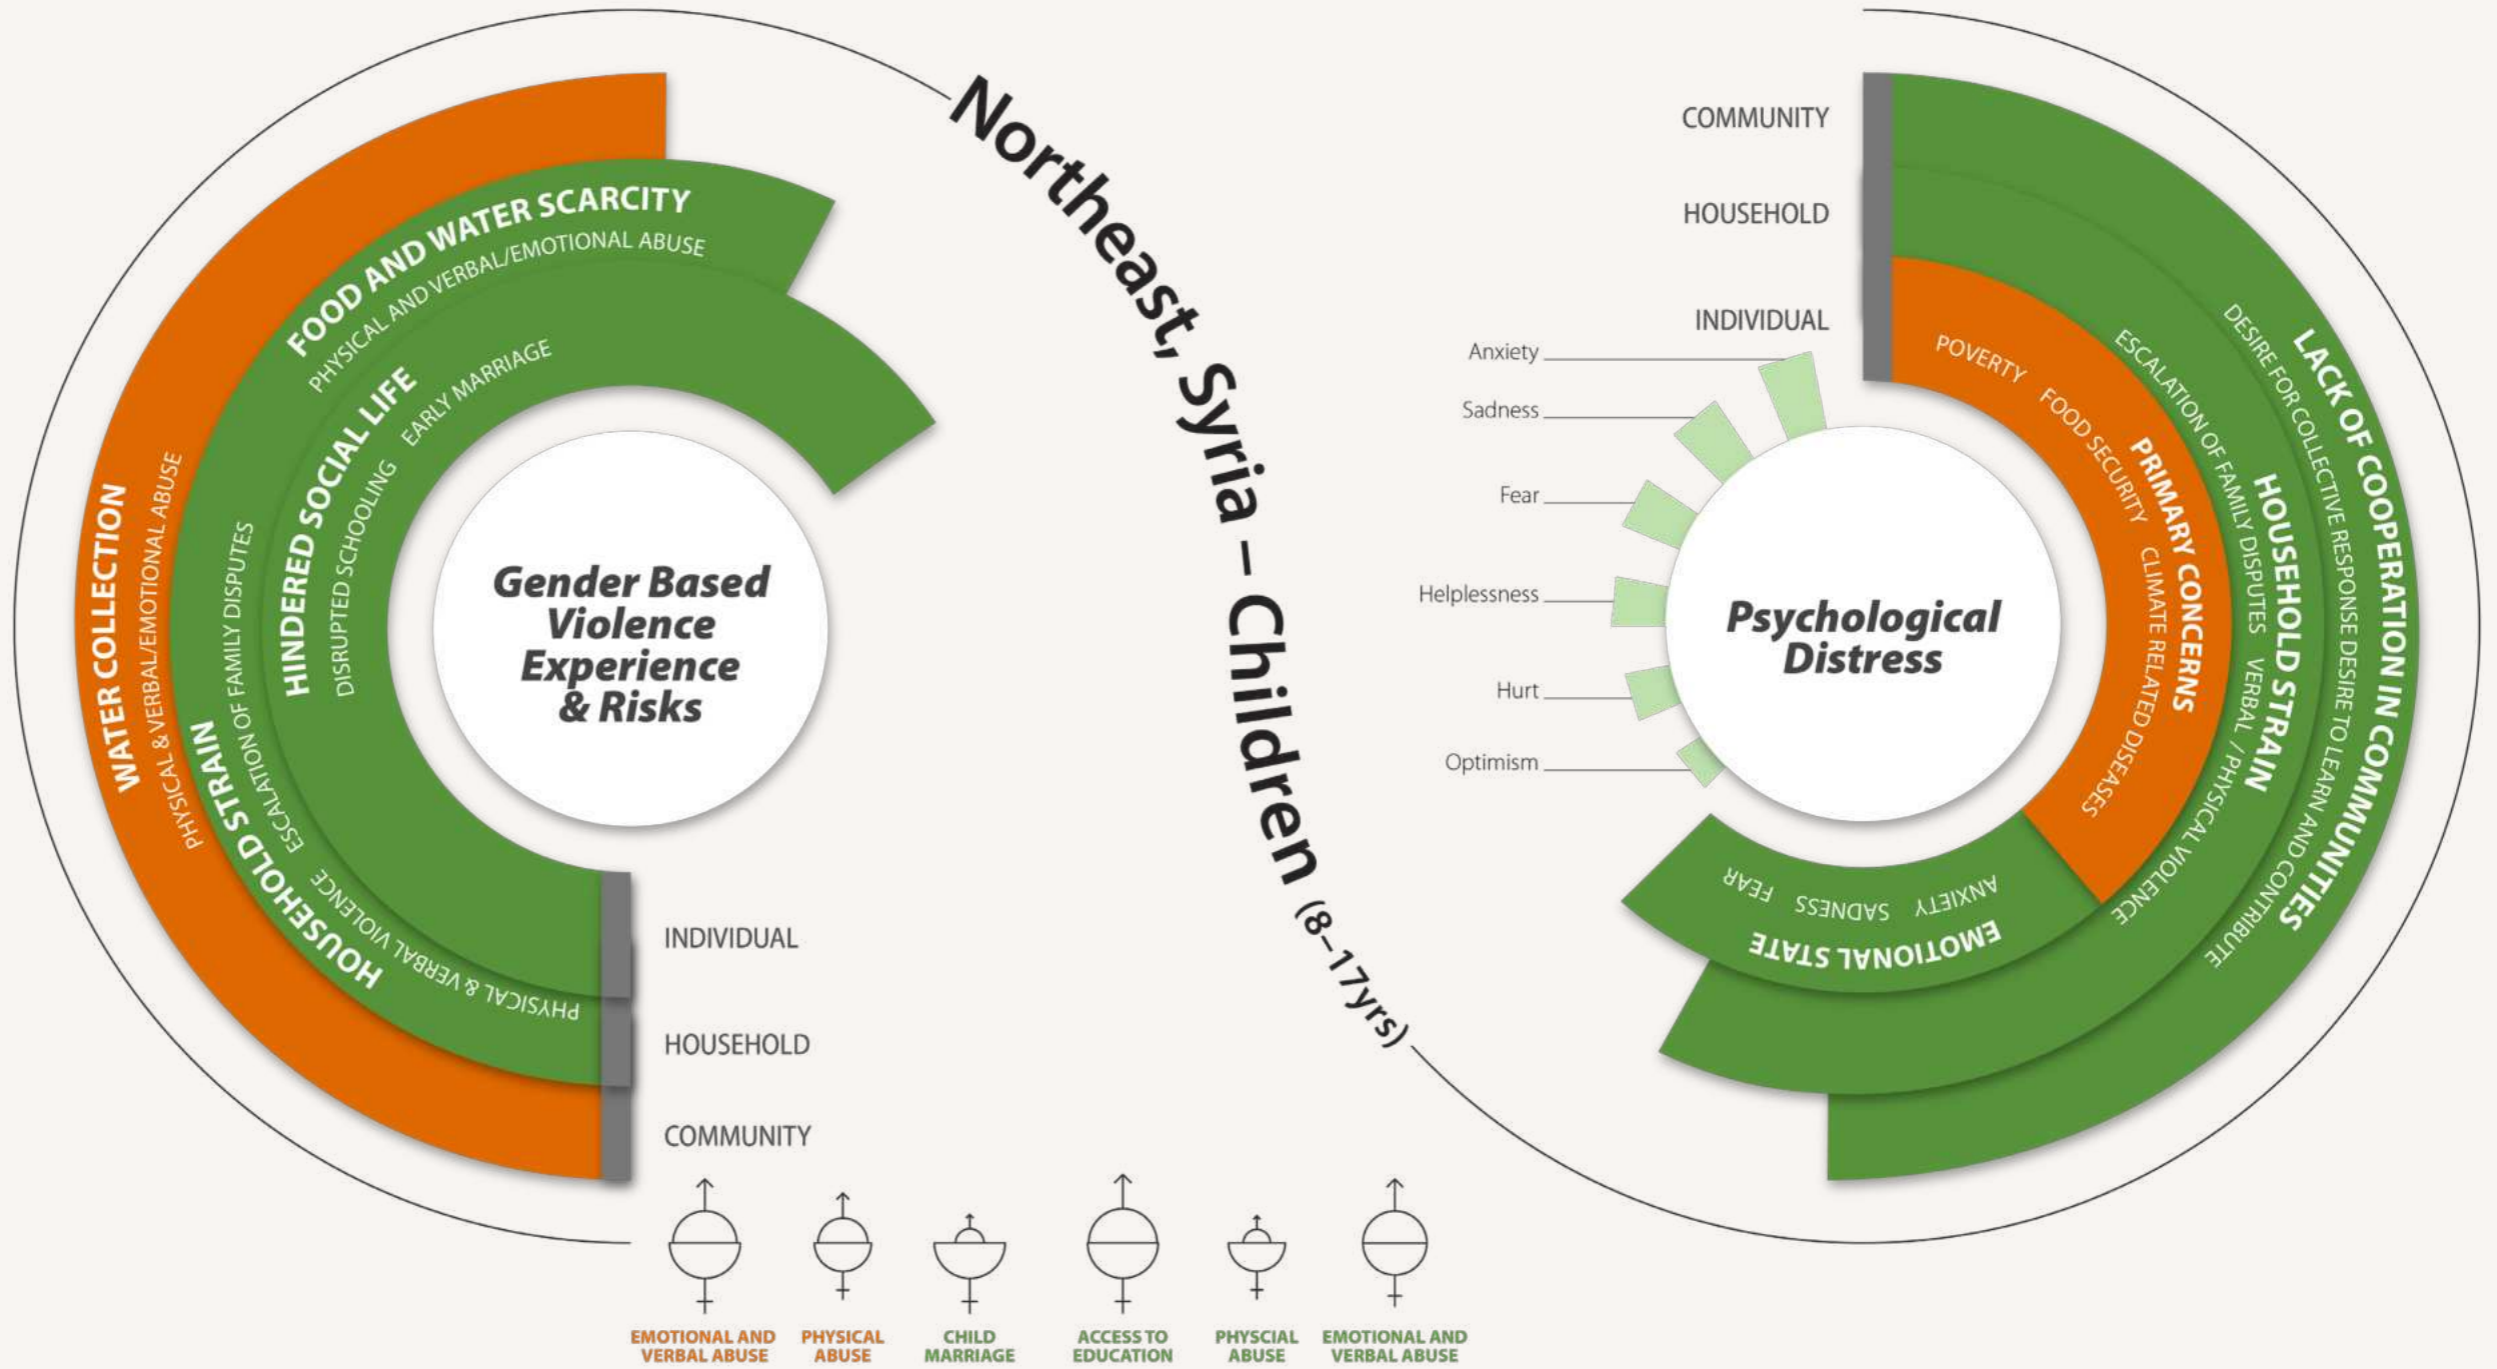 Northeast, Syria – Children (8–17yrs)
WATER COLLECTION
PHYSICAL & VERBAL/EMOTIONAL ABUSE
FOOD AND WATER SCARCITY
PHYSICAL AND VERBAL/EMOTIONAL ABUSE
HOUSEHOLD STRAIN
PHYSICAL & VERBAL VIOLENCE ESCALATION OF FAMILY DISPUTES
HINDERED SOCIAL LIFE
DISRUPTED SCHOOLING EARLY MARRIAGE
Gender Based
Violence
Experience
& Risks
INDIVIDUAL
HOUSEHOLD
COMMUNITY
EMOTIONAL AND
VERBAL ABUSE
PHYSICAL
ABUSE
CHILD
MARRIAGE
ACCESS TO
EDUCATION
PHYSCIAL
ABUSE
EMOTIONAL AND
VERBAL ABUSE
COMMUNITY
HOUSEHOLD
INDIVIDUAL
Anxiety
Sadness
Fear
Helplessness
Hurt
Optimism
Psychological
Distress
LACK OF COOPERATION IN COMMUNITIES
DESIRE FOR COLLECTIVE RESPONSE DESIRE TO LEARN AND CONTRIBUTE
HOUSEHOLD STRAIN
ESCALATION OF FAMILY DISPUTES VERBAL / PHYSICAL VIOLENCE
PRIMARY CONCERNS
POVERTY FOOD SECURITY CLIMATE RELATED DISEASES
EMOTIONAL STATE
ANXIETY SADNESS FEAR